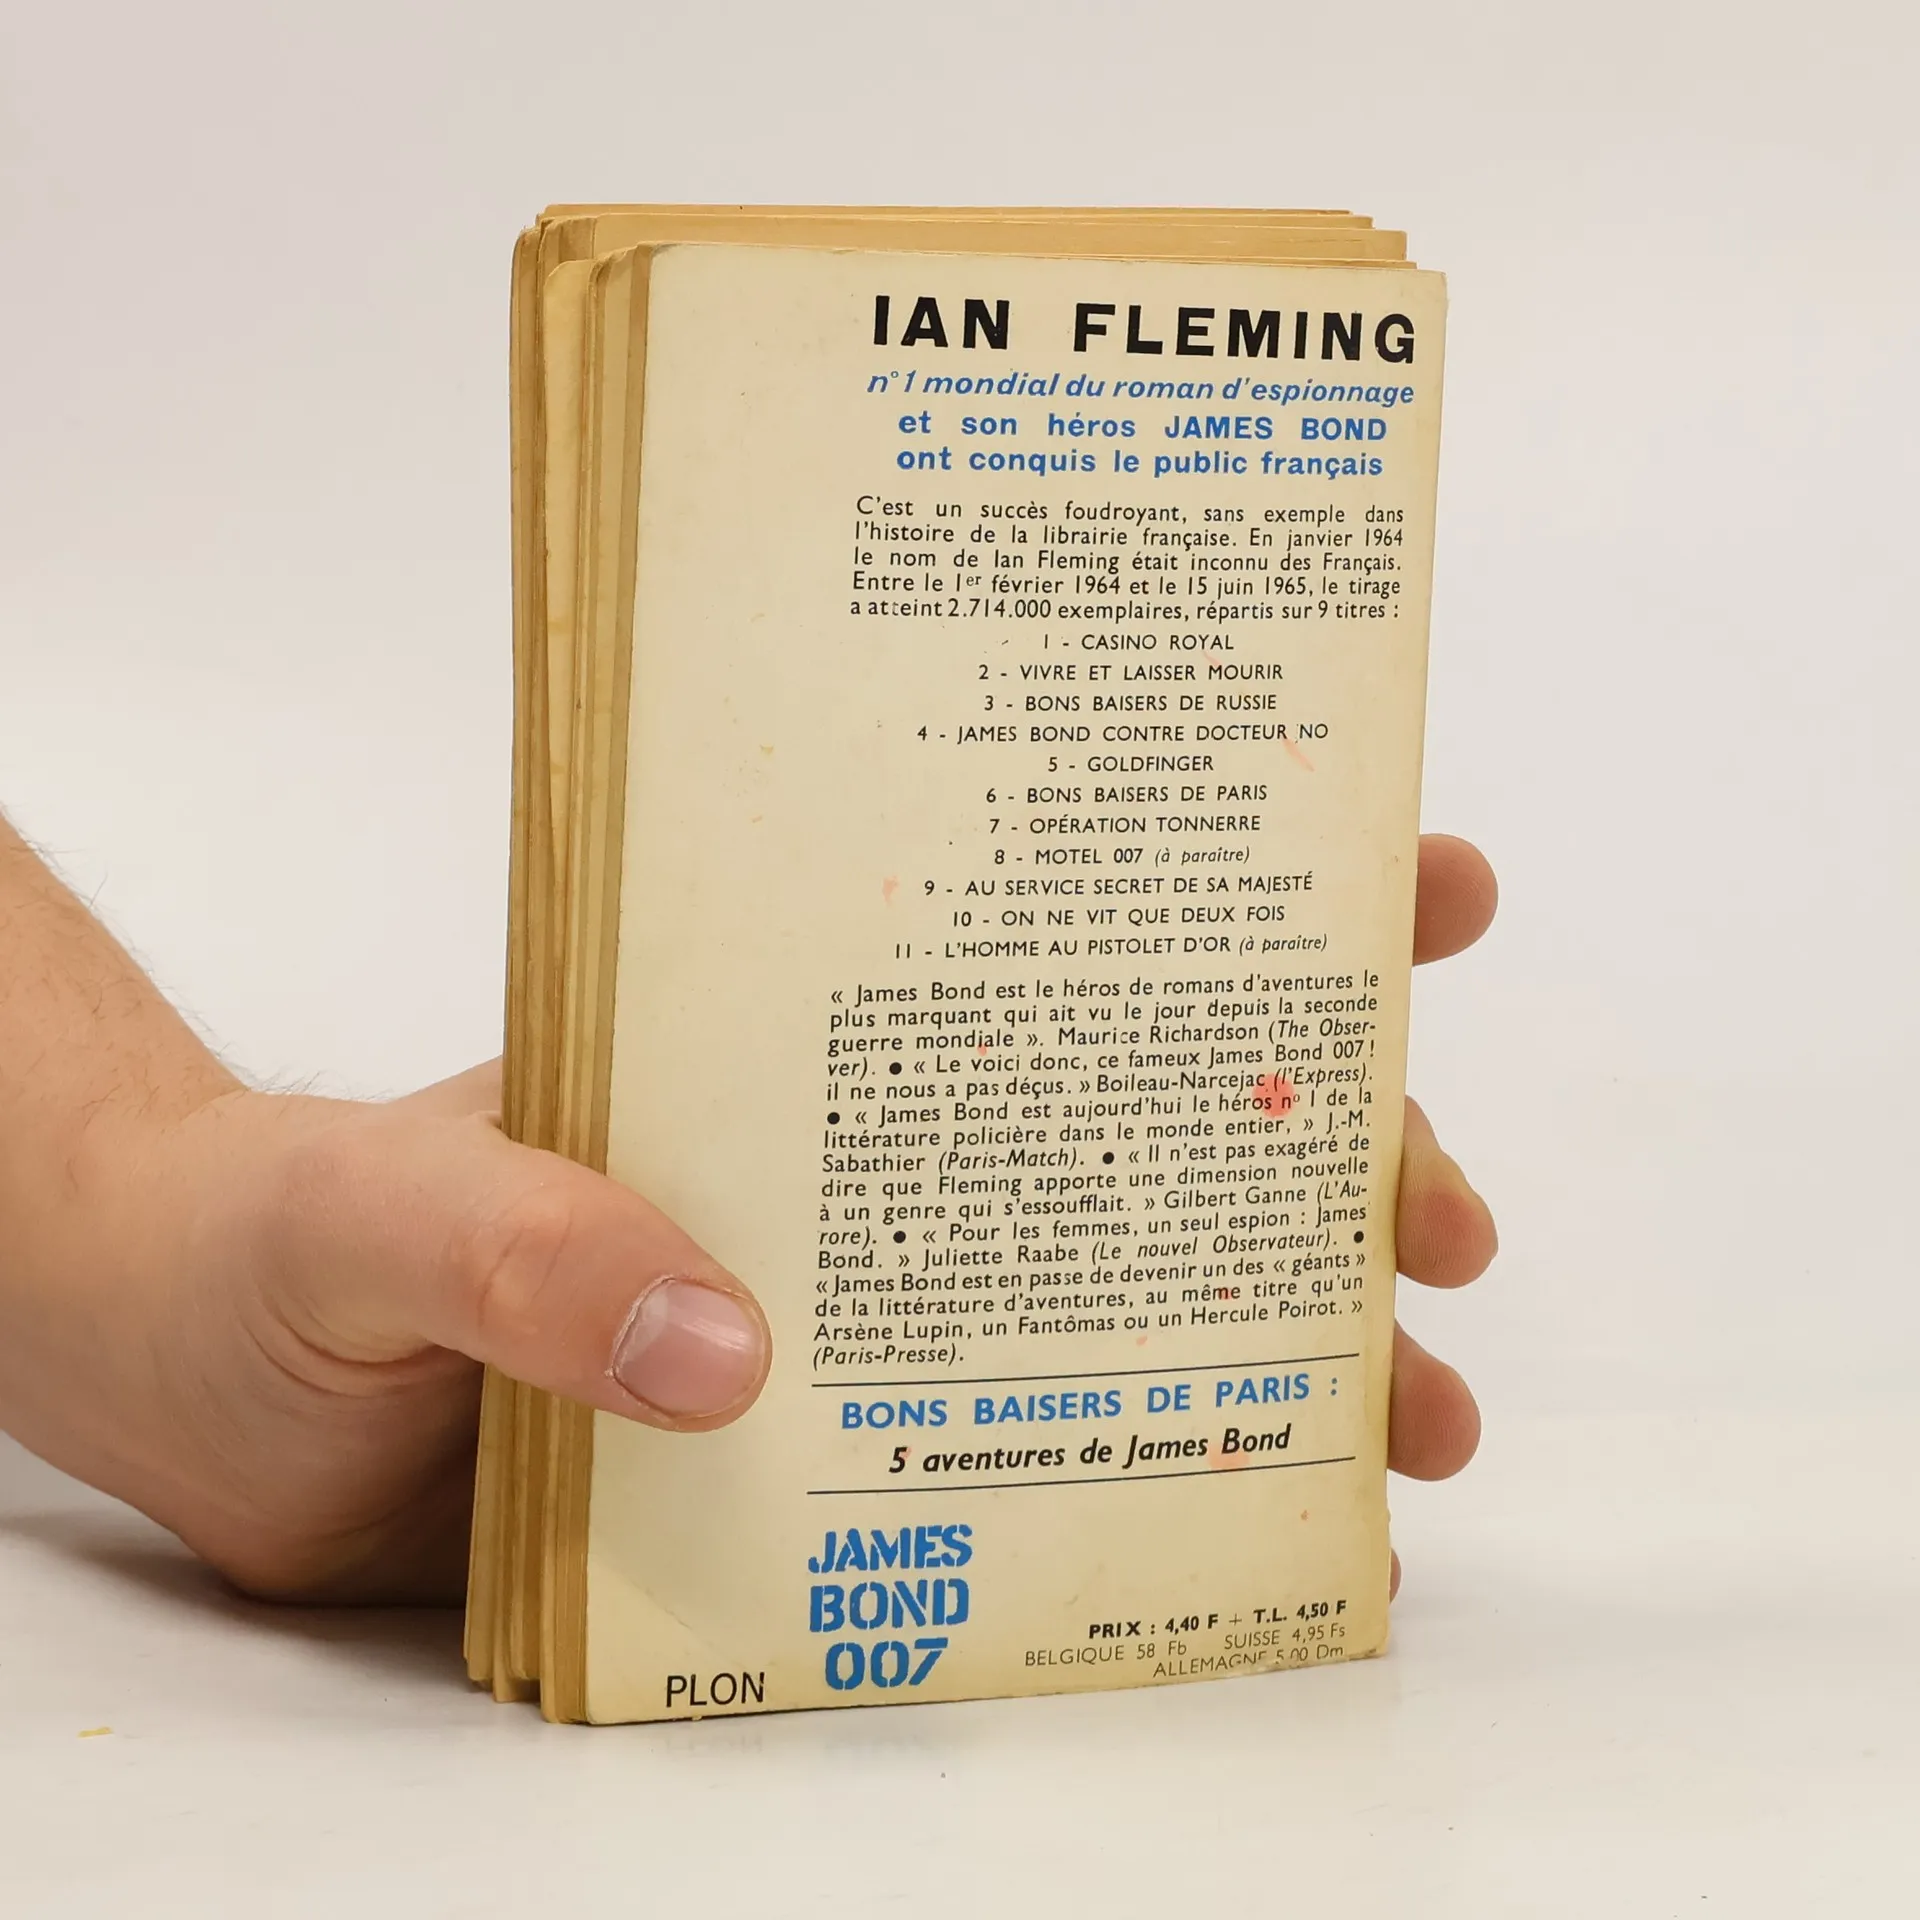 IAN FLEMING
n° 1 mondial du roman d'espionnage
et son héros JAMES BOND
ont conquis le public français
C'est un succès foudroyant, sans exemple dans
l'histoire de la librairie française. En janvier 1964
le nom de Ian Fleming était inconnu des Français.
Entre le 1er février 1964 et le 15 juin 1965, le tirage
a atteint 2.714.000 exemplaires, répartis sur 9 titres :
1 - CASINO ROYAL
2 - VIVRE ET LAISSER MOURIR
3 - BONS BAISERS DE RUSSIE
4 - JAMES BOND CONTRE DOCTEUR NO
5 - GOLDFINGER
6 - BONS BAISERS DE PARIS
7 - OPÉRATION TONNERRE
8 - MOTEL 007 (à paraître)
9 - AU SERVICE SECRET DE SA MAJESTÉ
10 - ON NE VIT QUE DEUX FOIS
11 - L'HOMME AU PISTOLET D'OR (à paraître)
« James Bond est le héros de romans d'aventures le
plus marquant qui ait vu le jour depuis la seconde
guerre mondiale ». Maurice Richardson (The Obser-
ver). ● « Le voici donc, ce fameux James Bond 007 !
il ne nous a pas déçus. » Boileau-Narcejac (l'Express).
● « James Bond est aujourd'hui le héros n° 1 de la
littérature policière dans le monde entier, » J.-M.
Sabathier (Paris-Match). ● « Il n'est pas exagéré de
dire que Fleming apporte une dimension nouvelle
à un genre qui s'essoufflait. » Gilbert Ganne (L'Au-
rore). ● « Pour les femmes, un seul espion : James
Bond. » Juliette Raabe (Le nouvel Observateur). ●
« James Bond est en passe de devenir un des « géants »
de la littérature d'aventures, au même titre qu'un
Arsène Lupin, un Fantômas ou un Hercule Poirot. »
(Paris-Presse).
BONS BAISERS DE PARIS :
5 aventures de James Bond
JAMES
BOND
007
PLON
PRIX : 4,40 F + T.L. 4,50 F
BELGIQUE 58 Fb SUISSE 4,95 Fs
ALLEMAGNE 5,00 Dm